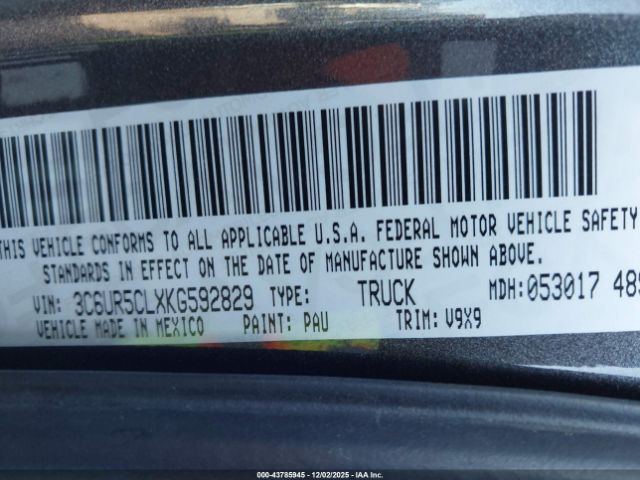 THIS VEHICLE CONFORMS TO ALL APPLICABLE U.S.A. FEDERAL MOTOR VEHICLE SAFETY
STANDARDS IN EFFECT ON THE DATE OF MANUFACTURE SHOWN ABOVE.
VIN: 3C6UR5CLXKG592829 TYPE: TRUCK MDH: 053017 489
VEHICLE MADE IN MEXICO PAINT: PAU TRIM: V9X9
000-43785945 - 12/02/2025 - IAA Inc.